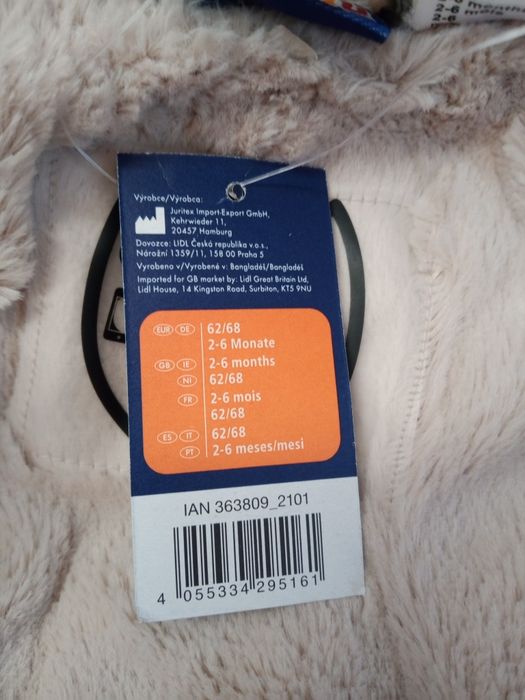 months
2-6
mois
Výrobce/Výrobca:
Juritex Import-Export GmbH,
Kehrwieder 11,
20457 Hamburg
Dovozce: LIDL Česká republika v.o.s.,
Nárožní 1359/11, 158 00 Praha 5
Vyrobeno v/Vyrobené v: Bangladéš/Bangladéš
Imported for GB market by: Lidl Great Britain Ltd,
Lidl House, 14 Kingston Road, Surbiton, KT5 9NU
EUR DE 62/68
2-6 Monate
GB IE 2-6 months
NI 62/68
FR 2-6 mois
62/68
ES IT 62/68
PT 2-6 meses/mesi
IAN 363809_2101
4 055334 295161